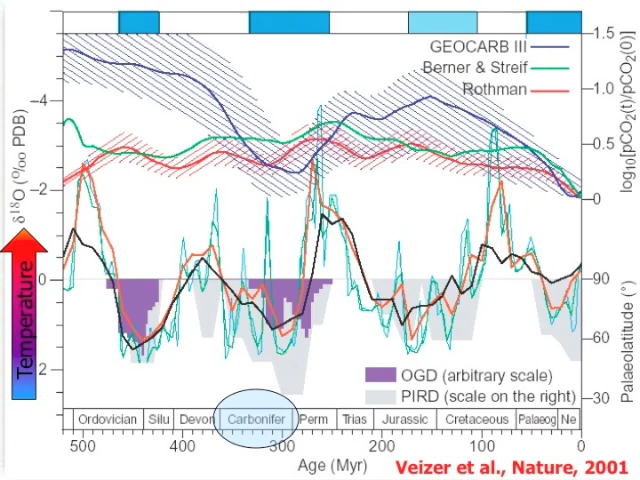 GEOCARB III
Berner & Streif
Rothman
1.5
1.0
0.5
0
log10[pCO2(t)/pCO2(0)]
−4
−2
0
2
δ18O (‰ PDB)
Temperature
90
60
30
Palaeolatitude (°)
OGD (arbitrary scale)
PIRD (scale on the right)
Ordovician Silu Devon Carbonifer Perm Trias Jurassic Cretaceous Palaeog Ne
500 400 300 200 100 0
Age (Myr)
Veizer et al., Nature, 2001